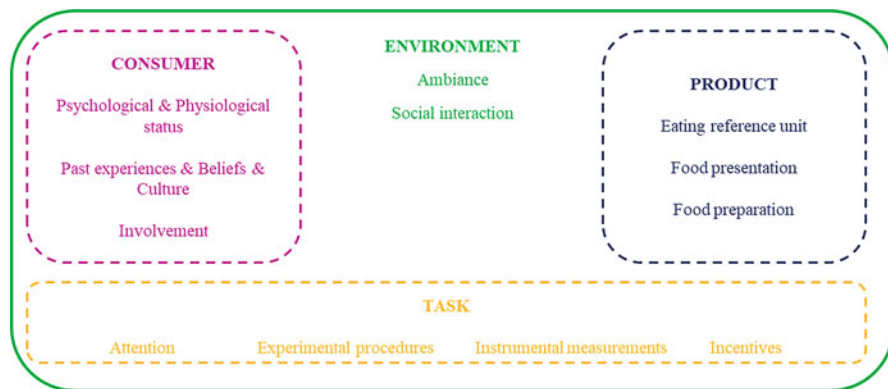 CONSUMER
Psychological & Physiological
status
Past experiences & Beliefs &
Culture
Involvement
ENVIRONMENT
Ambiance
Social interaction
PRODUCT
Eating reference unit
Food presentation
Food preparation
TASK
Attention Experimental procedures Instrumental measurements Incentives